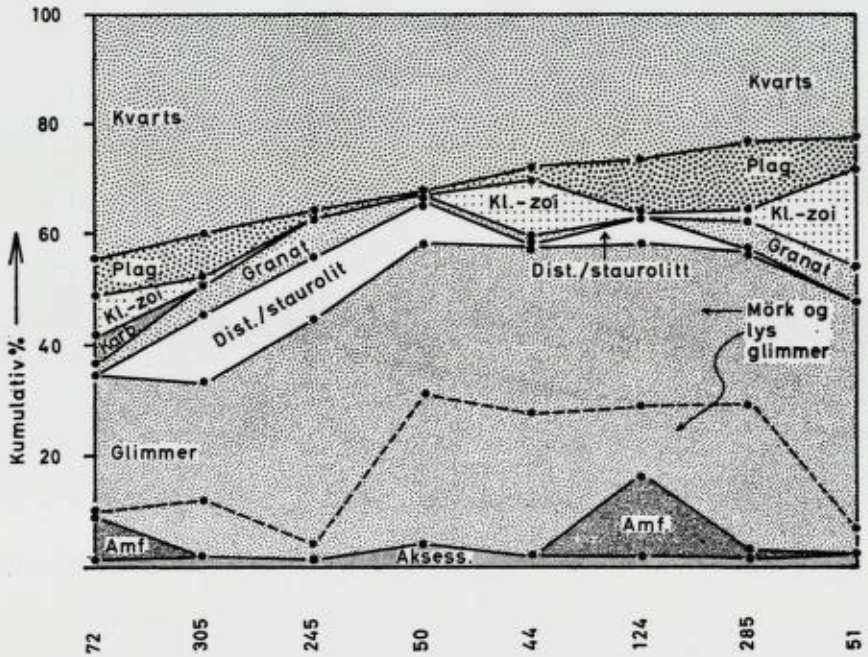 100
80
60
40
20
Kumulativ %
Kvarts
Kvarts
Plag.
Plag.
Kl.-zoi
Kl.-zoi
Kl.-zoi
Karb.
Granat
Granat
Dist./staurolit
Dist./staurolitt
Mörk og
lys
glimmer
Glimmer
Amf.
Amf.
Aksess.
72
305
245
50
44
124
285
51